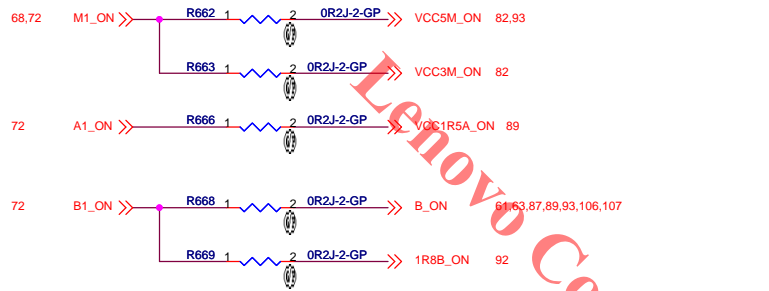 68,72 M1_ON R662 1 2 0R2J-2-GP VCC5M_ON 82,93
R663 1 2 0R2J-2-GP VCC3M_ON 82
72 A1_ON R666 1 2 0R2J-2-GP VCC1R5A_ON 89
72 B1_ON R668 1 2 0R2J-2-GP B_ON 61,63,87,89,93,106,107
R669 1 2 0R2J-2-GP 1R8B_ON 92
Lenovo Co